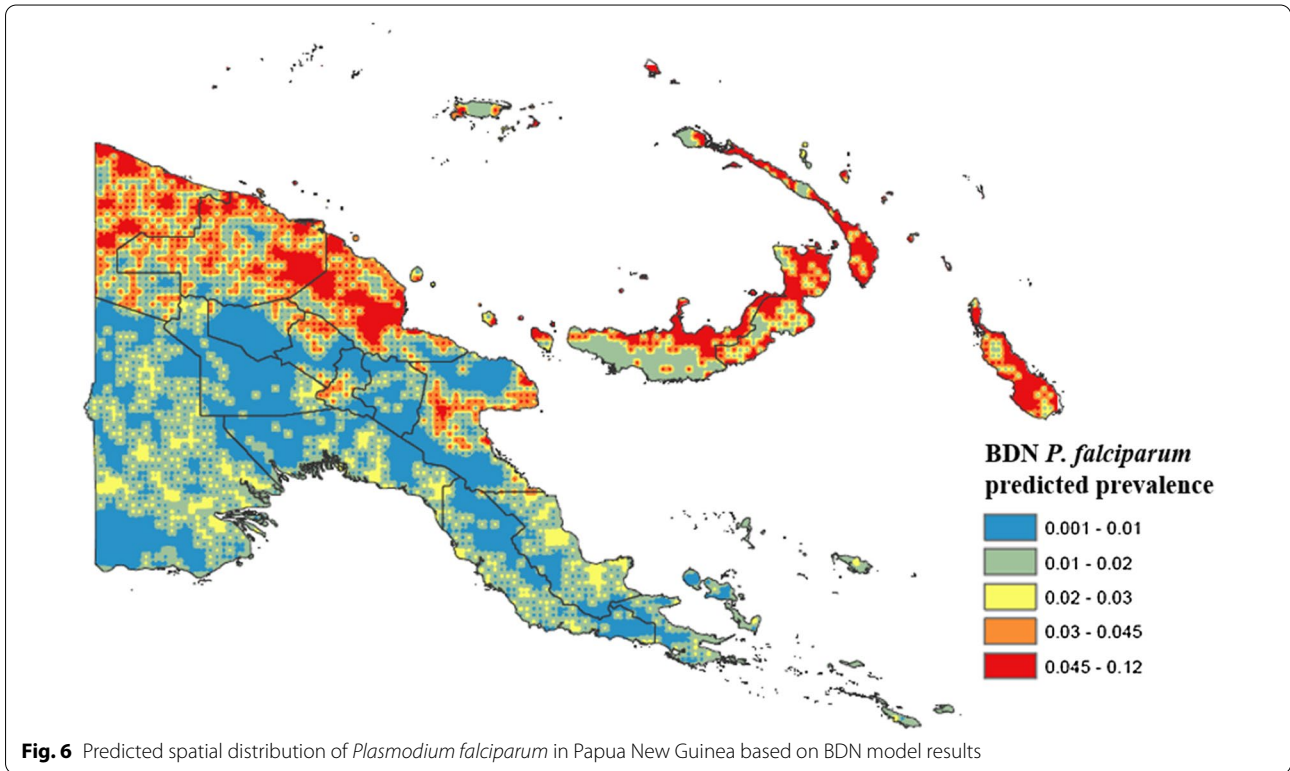 BDN P. falciparum
predicted prevalence
0.001 - 0.01
0.01 - 0.02
0.02 - 0.03
0.03 - 0.045
0.045 - 0.12
Fig. 6 Predicted spatial distribution of Plasmodium falciparum in Papua New Guinea based on BDN model results